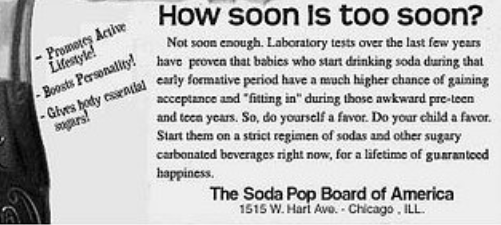 How soon is too soon?
Not soon enough. Laboratory tests over the last few years
have proven that babies who start drinking soda during that
early formative period have a much higher chance of gaining
acceptance and "fitting in" during those awkward pre-teen
and teen years. So, do yourself a favor. Do your child a favor.
Start them on a strict regimen of sodas and other sugary
carbonated beverages right now, for a lifetime of guaranteed
happiness.
The Soda Pop Board of America
1515 W. Hart Ave. - Chicago , ILL.
- Promotes Active
Lifestyle!
- Boosts Personality!
- Gives body essential
sugars!